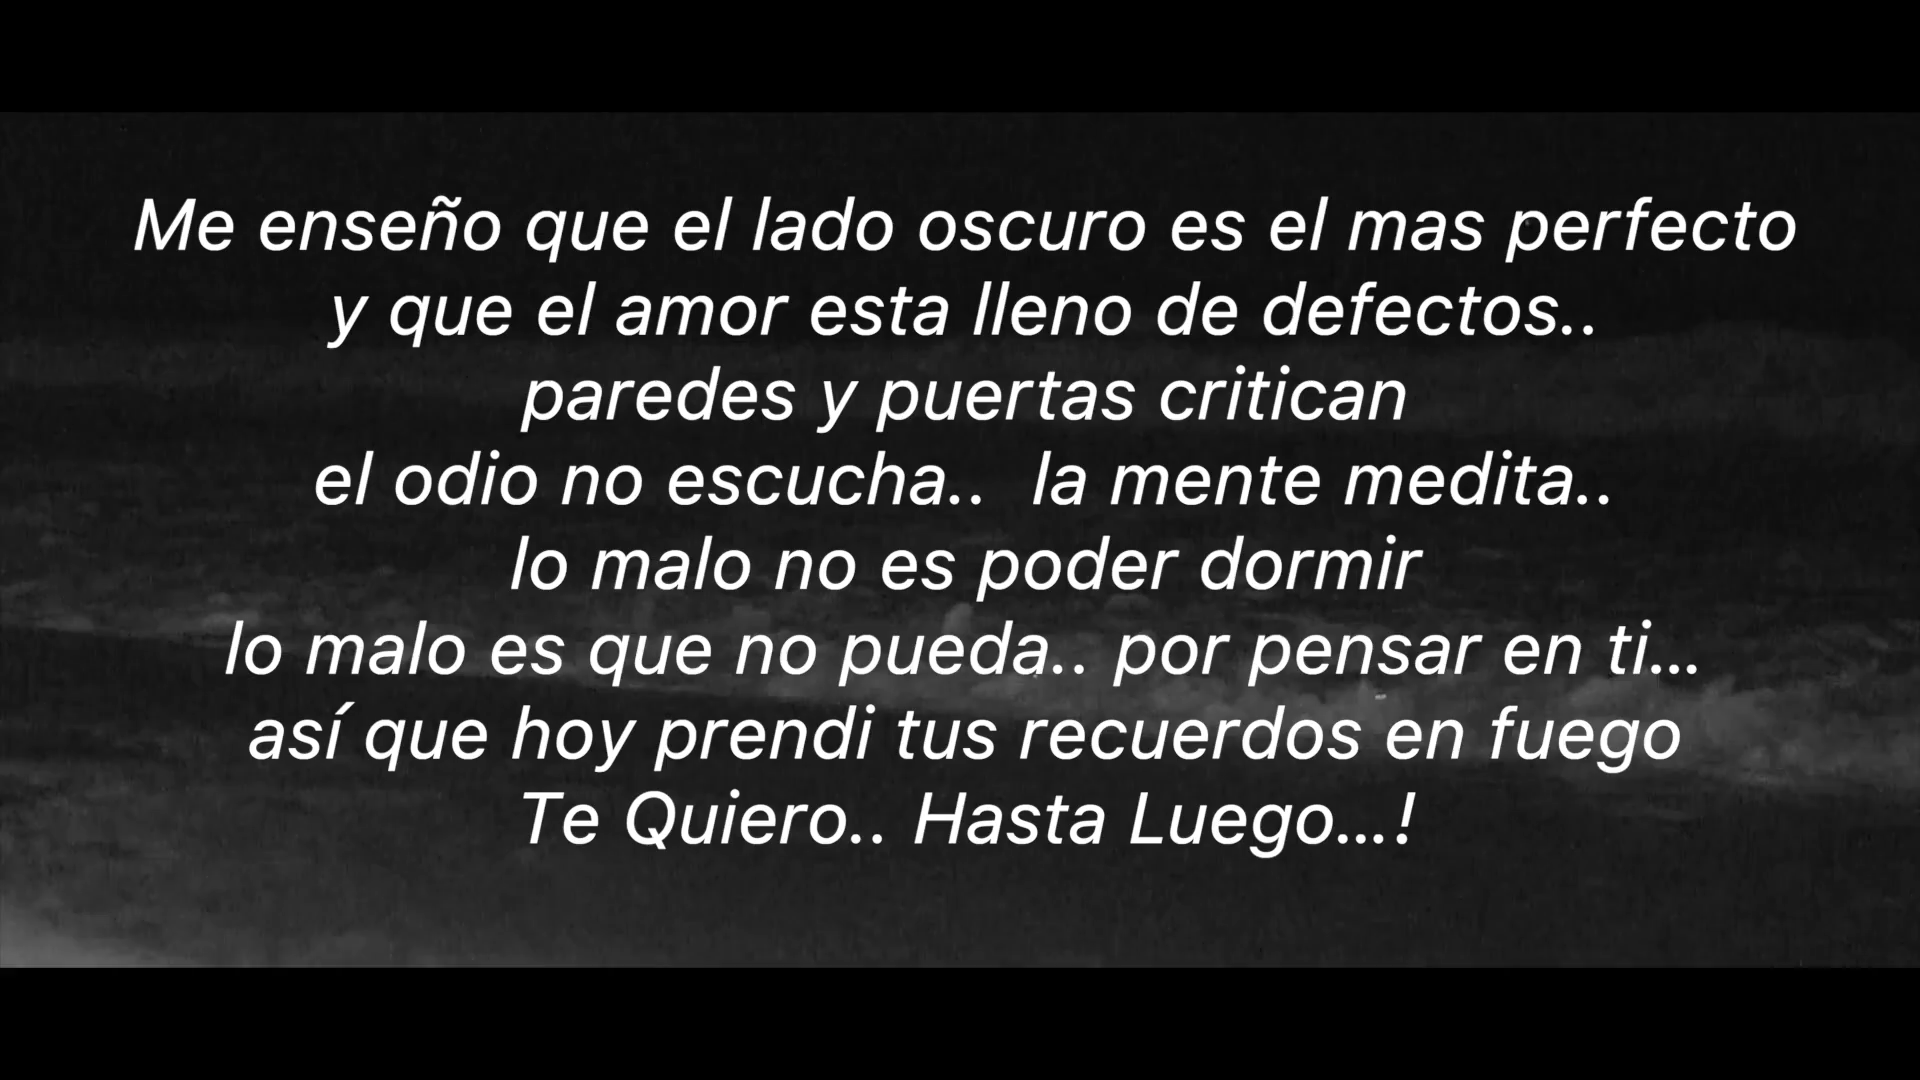 Me enseño que el lado oscuro es el mas perfecto
y que el amor esta lleno de defectos..
paredes y puertas critican
el odio no escucha..  la mente medita..
lo malo no es poder dormir
lo malo es que no pueda.. por pensar en ti...
así que hoy prendi tus recuerdos en fuego
Te Quiero.. Hasta Luego...!